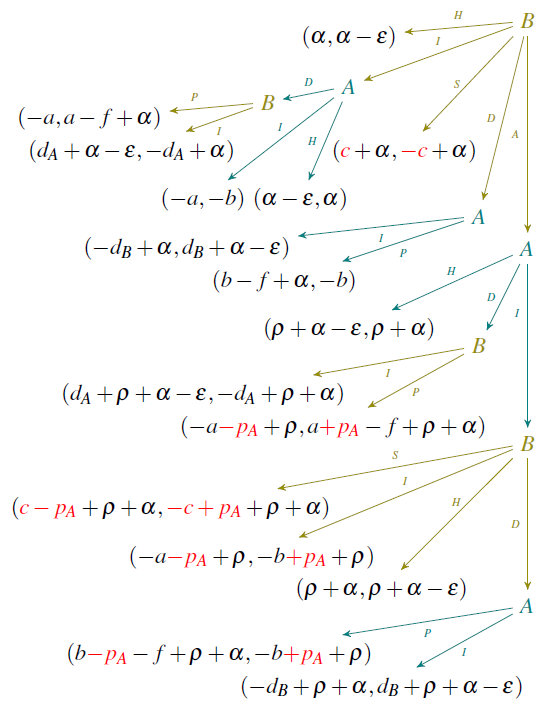 H B
(α, α − ε) I
S
D A D A
P B
(−a, a − f + α) I I H
(d_A + α − ε, −d_A + α) (c + α, −c + α)
(−a, −b) (α − ε, α)
A
(−d_B + α, d_B + α − ε) I
P A
(b − f + α, −b) H
D I
(ρ + α − ε, ρ + α)
B
I
(d_A + ρ + α − ε, −d_A + ρ + α) P
(−a − p_A + ρ, a + p_A − f + ρ + α)
B
S
I
(c − p_A + ρ + α, −c + p_A + ρ + α) H
D
(−a − p_A + ρ, −b + p_A + ρ)
(ρ + α, ρ + α − ε)
A
P
(b − p_A − f + ρ + α, −b + p_A + ρ) I
(−d_B + ρ + α, d_B + ρ + α − ε)